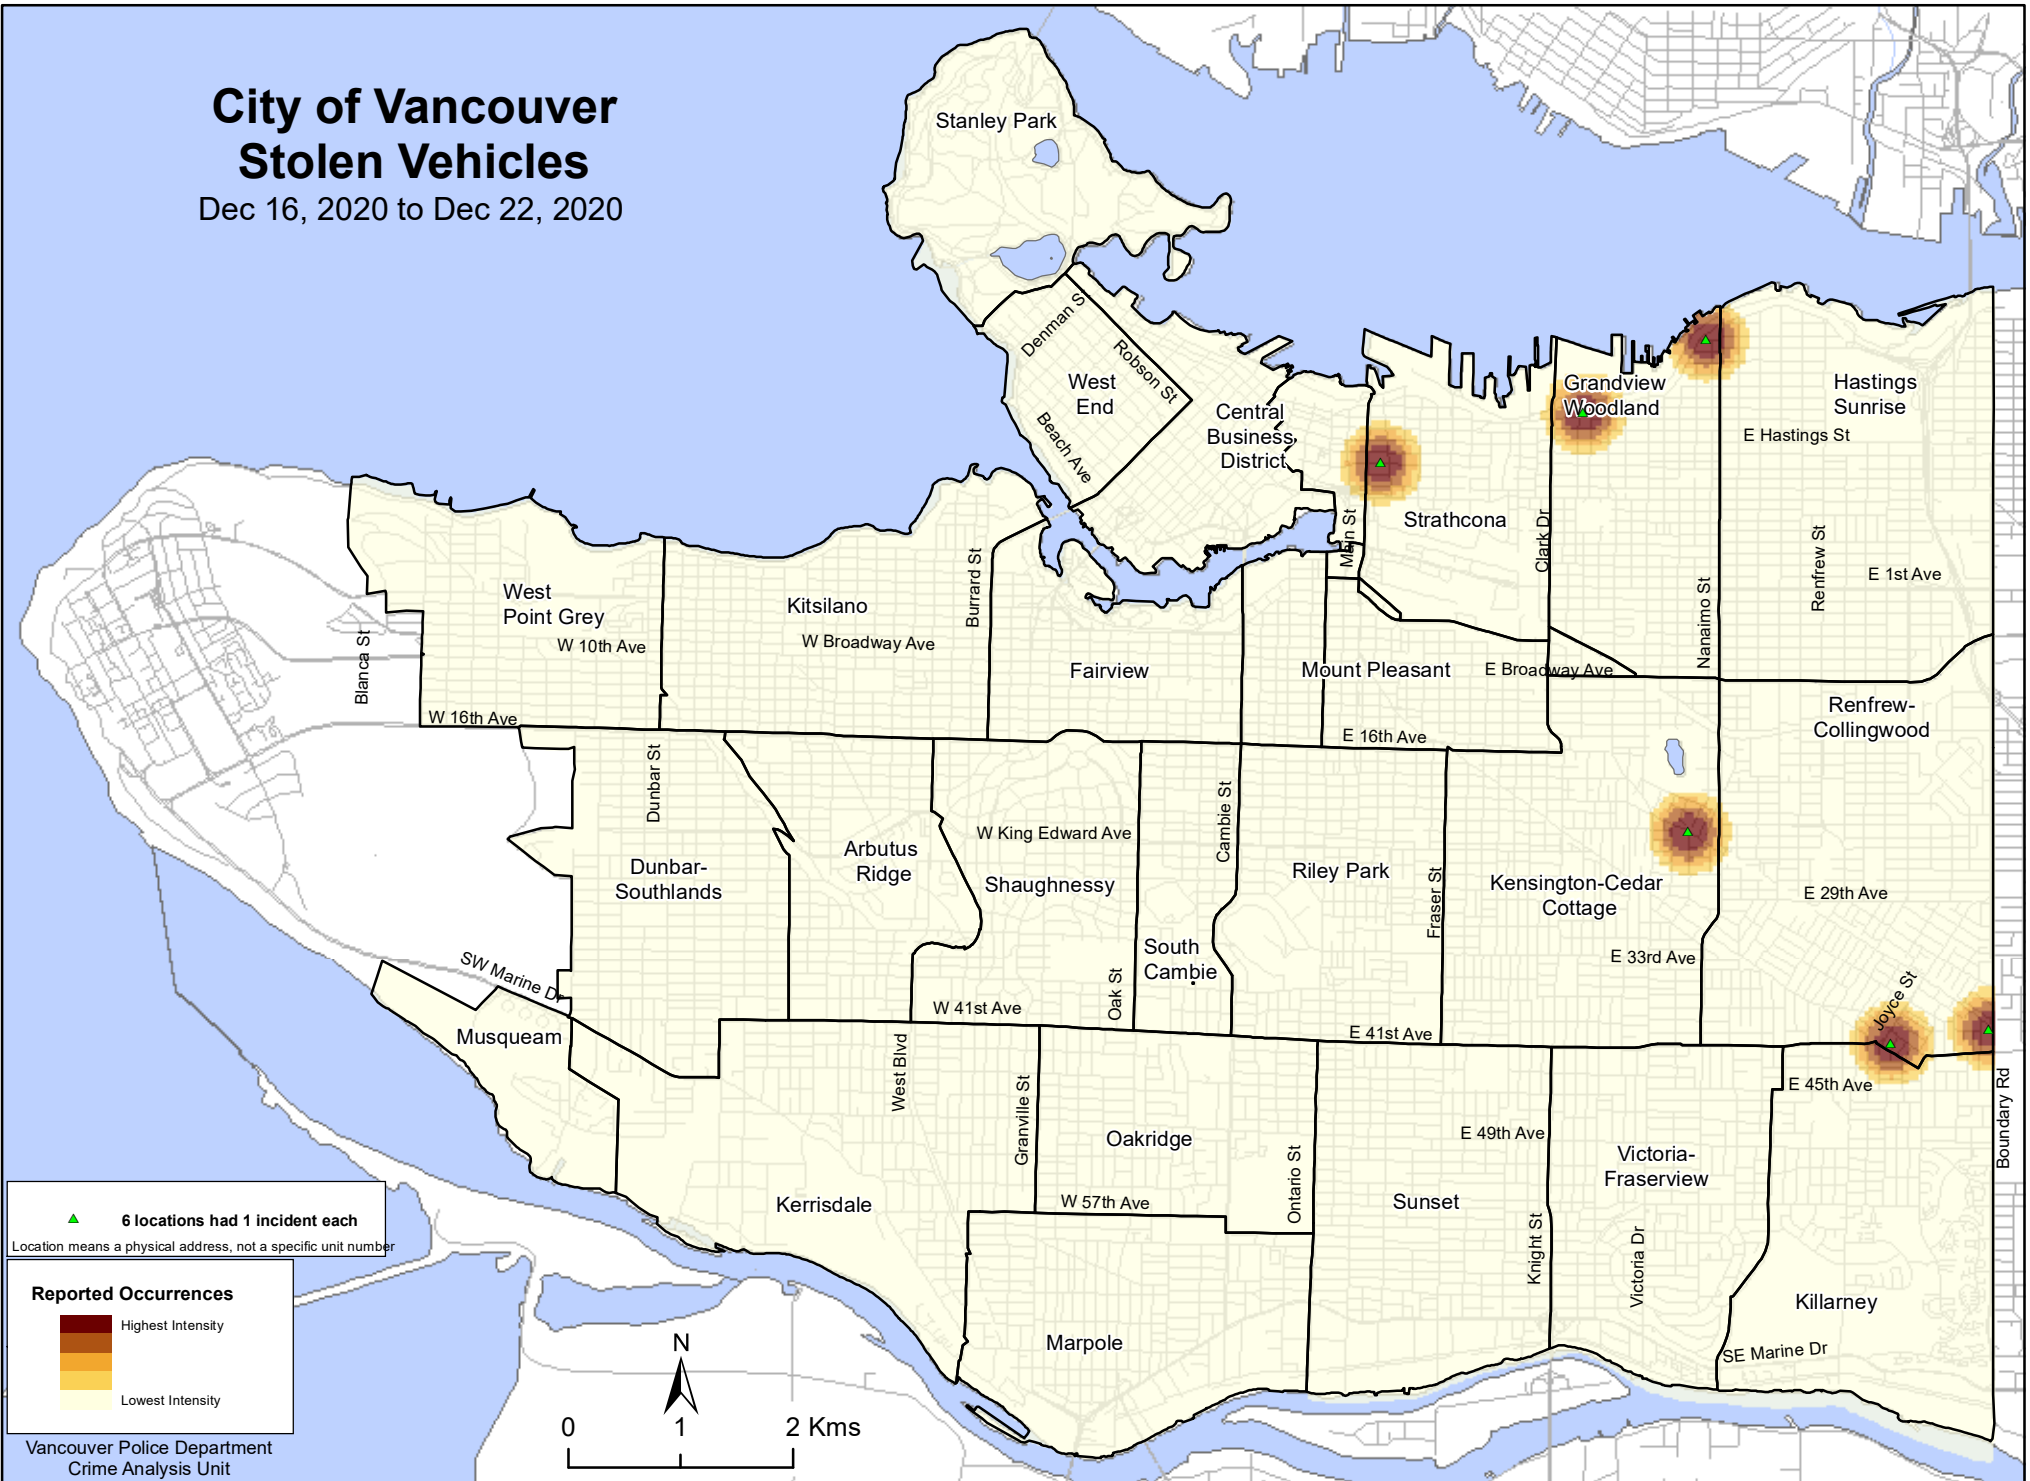 City of Vancouver
Stolen Vehicles
Dec 16, 2020 to Dec 22, 2020
Stanley Park
Denman S
Robson St
West
End
Beach Ave
Central
Business
District
Grandview
Woodland
Hastings
Sunrise
E Hastings St
Strathcona
Main St
Clark Dr
Nanaimo St
Renfrew St
E 1st Ave
West
Point Grey
W 10th Ave
Blanca St
W 16th Ave
Kitsilano
W Broadway Ave
Burrard St
Fairview
Mount Pleasant
E Broadway Ave
E 16th Ave
Renfrew-
Collingwood
Dunbar St
Dunbar-
Southlands
Arbutus
Ridge
W King Edward Ave
Shaughnessy
Cambie St
Riley Park
Fraser St
Kensington-Cedar
Cottage
E 29th Ave
South
Cambie
E 33rd Ave
Oak St
SW Marine Dr
W 41st Ave
E 41st Ave
Joyce St
Musqueam
West Blvd
Granville St
E 45th Ave
Boundary Rd
Oakridge
E 49th Ave
Ontario St
Victoria-
Fraserview
Kerrisdale
W 57th Ave
Sunset
Knight St
Victoria Dr
Killarney
SE Marine Dr
Marpole
6 locations had 1 incident each
Location means a physical address, not a specific unit number
Reported Occurrences
Highest Intensity
Lowest Intensity
Vancouver Police Department
Crime Analysis Unit
N
0 1 2 Kms